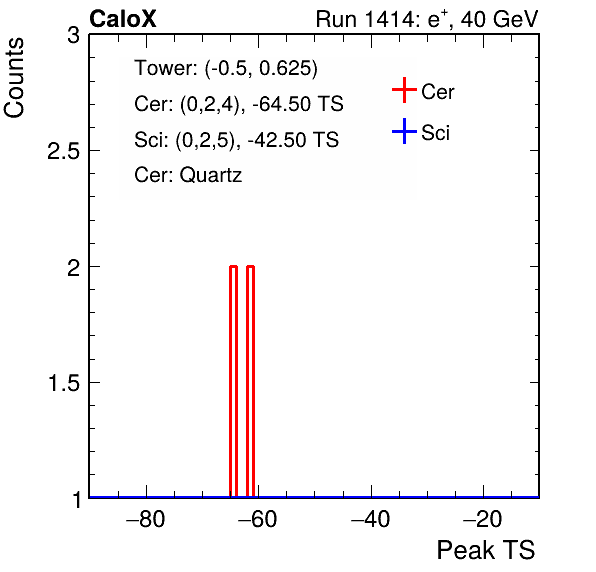 CaloX Run 1414: e⁺, 40 GeV
Counts
3
Tower: (-0.5, 0.625)
Cer: (0,2,4), -64.50 TS
Sci: (0,2,5), -42.50 TS
Cer: Quartz
Cer
Sci
2.5
2
1.5
1
−80 −60 −40 −20
Peak TS